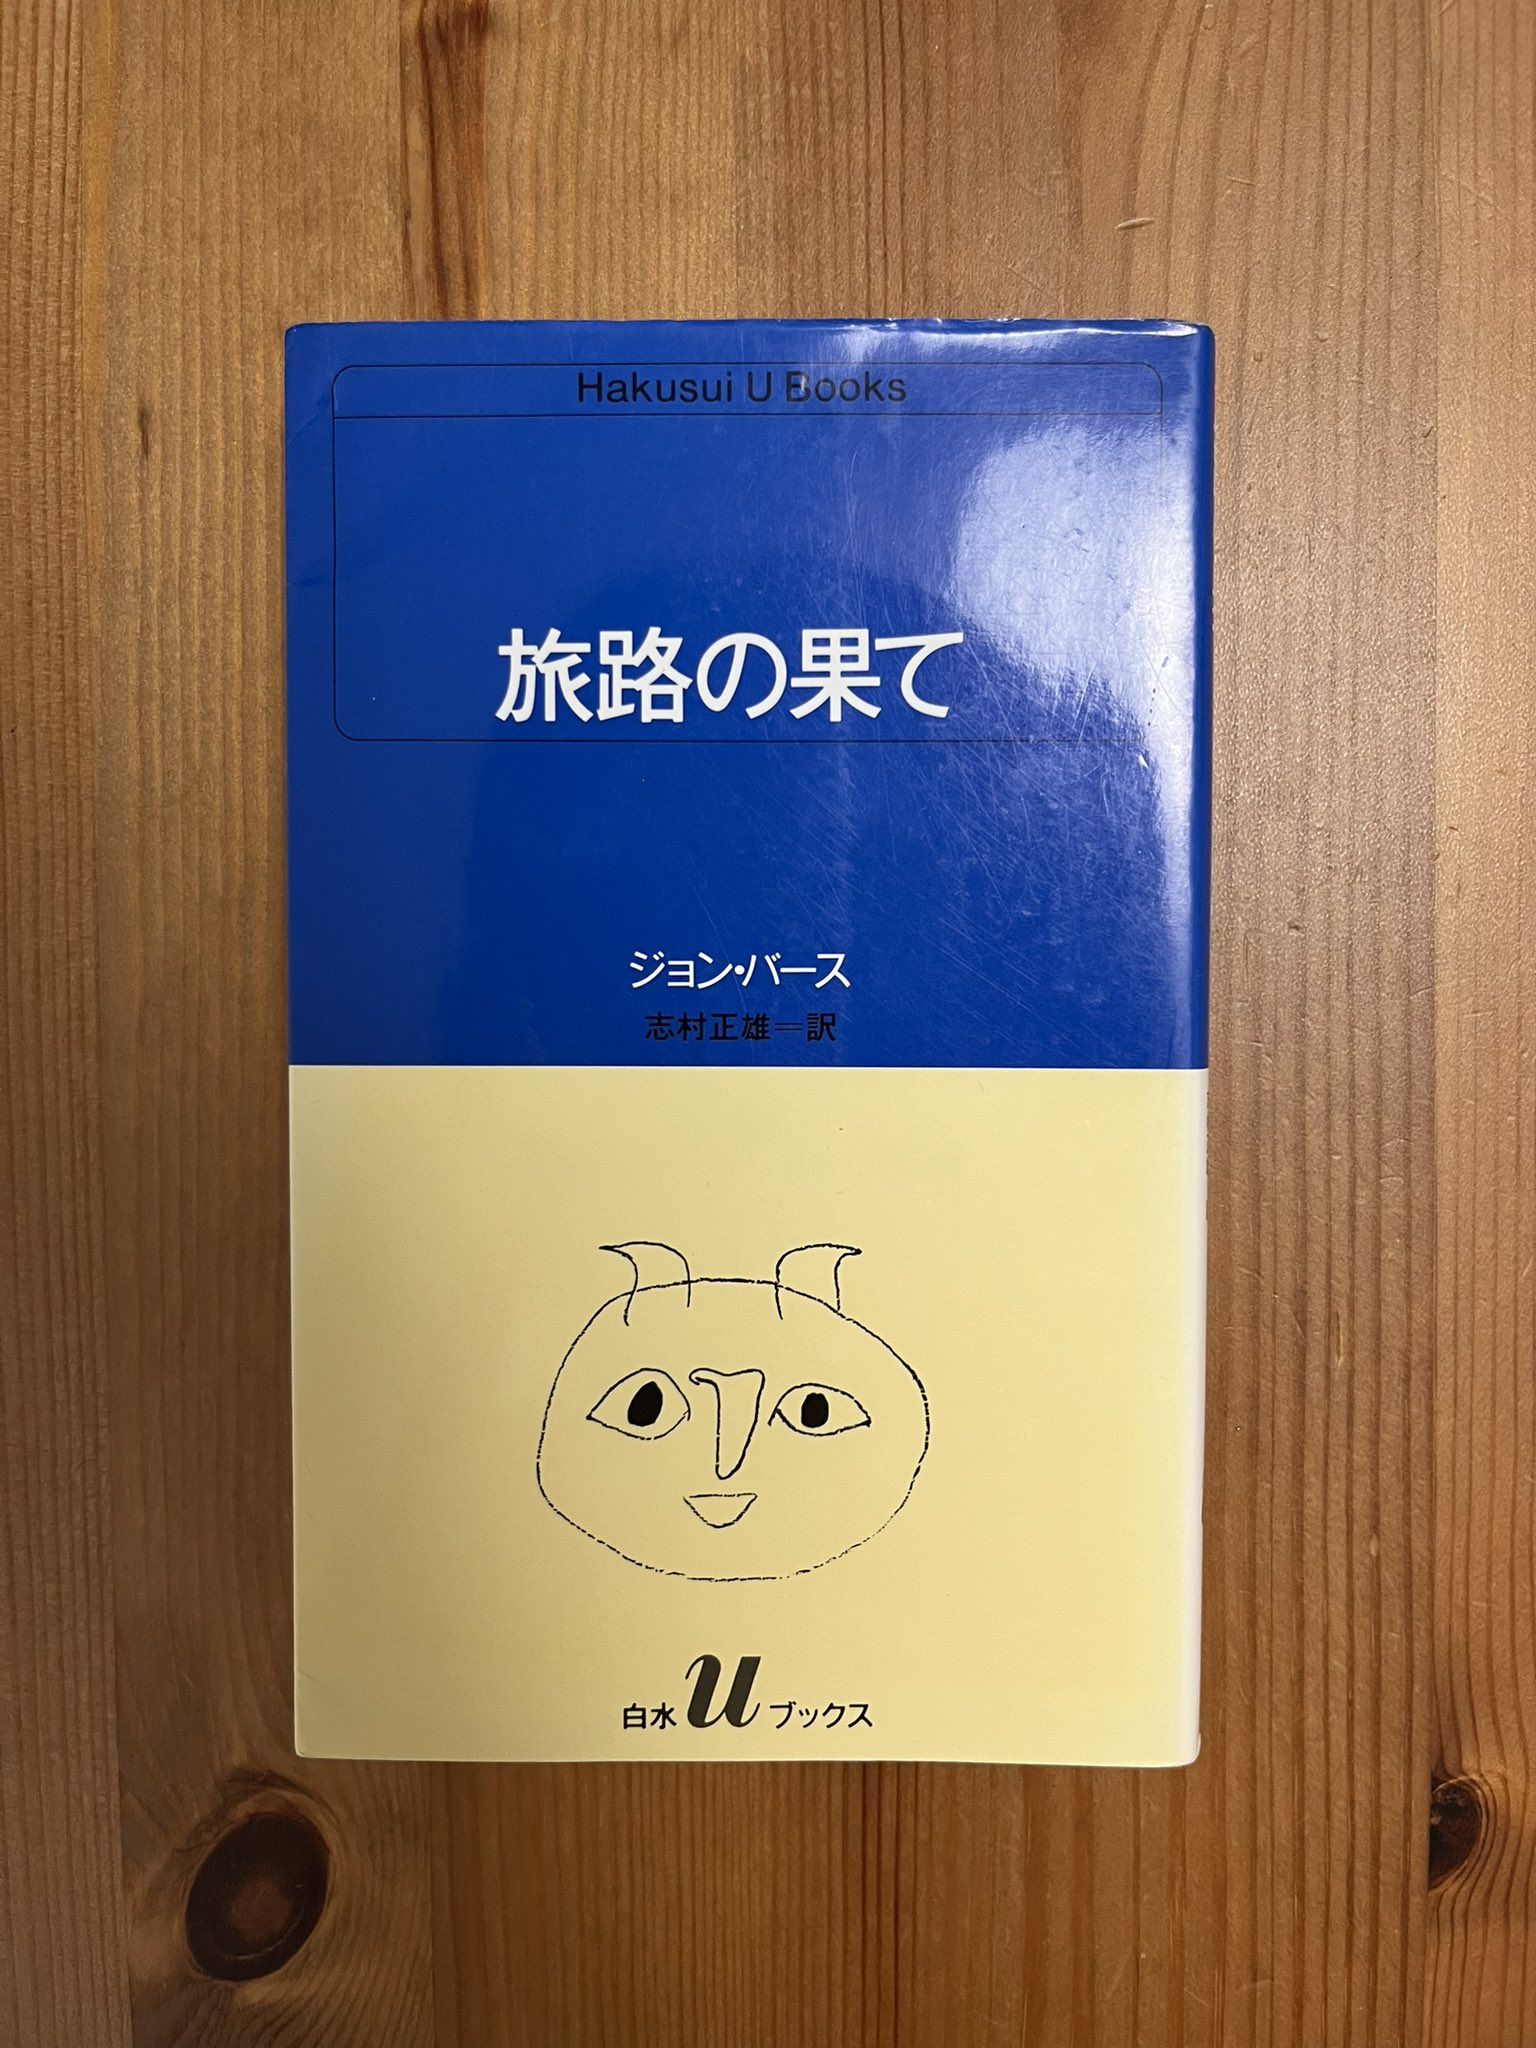 Hakusui U Books
旅路の果て
ジョン・バース
志村正雄=訳
白水uブックス